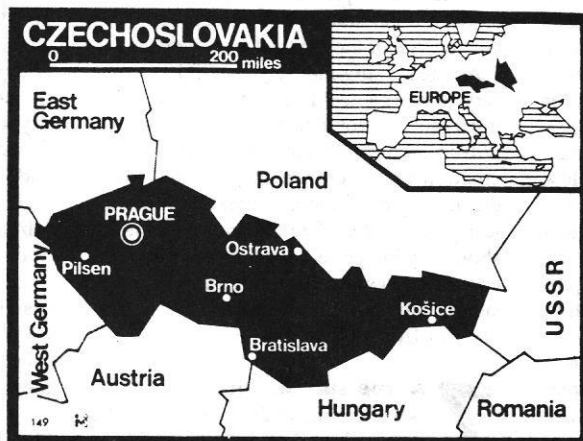 CZECHOSLOVAKIA
0 200 miles
EUROPE
East
Germany
Poland
PRAGUE
Ostrava
Pilsen
Brno
Košice
West Germany
USSR
Bratislava
Austria
Hungary
Romania
149 M